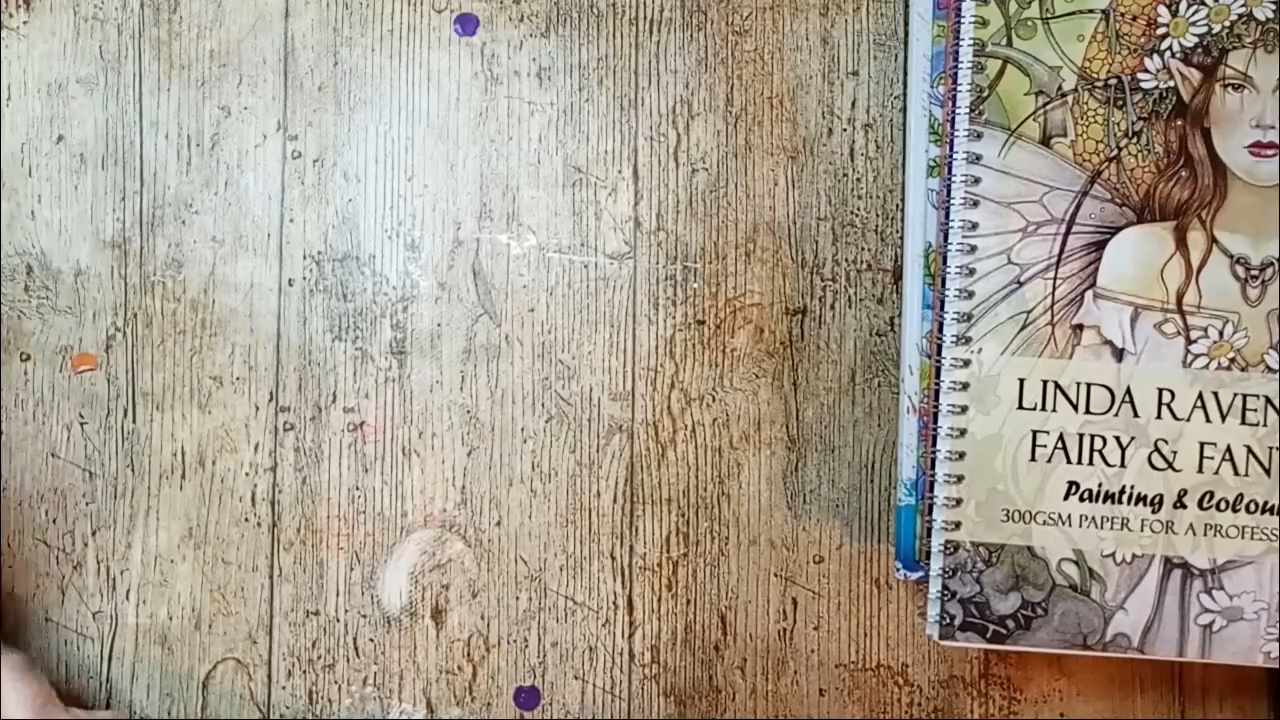 LINDA RAVEN
FAIRY & FAN
Painting & Colou
300GSM PAPER FOR A PROFESS